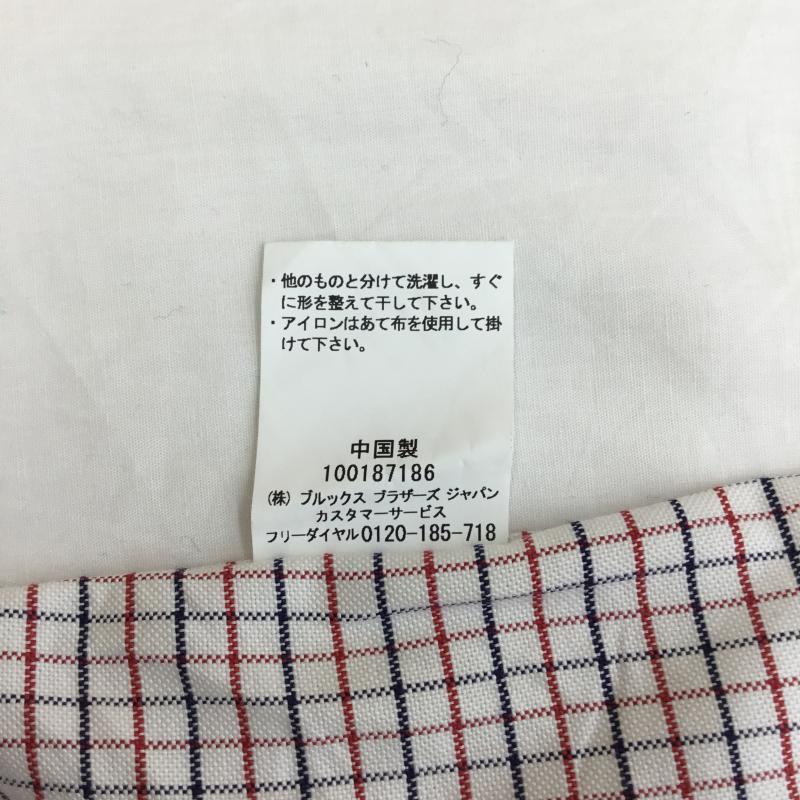 ・他のものと分けて洗濯し、すぐ
に形を整えて干して下さい。
・アイロンはあて布を使用して掛
けて下さい。
中国製
100187186
(株) ブルックス ブラザーズ ジャパン
カスタマーサービス
フリーダイヤル0120-185-718